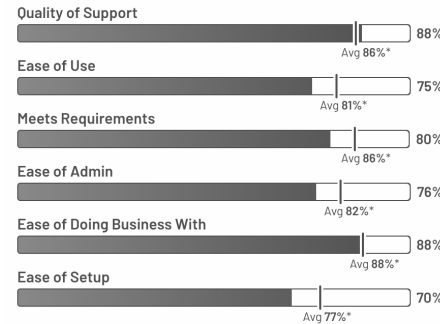 Quality of Support
88%
Avg 86%*
Ease of Use
75%
Avg 81%*
Meets Requirements
80%
Avg 86%*
Ease of Admin
76%
Avg 82%*
Ease of Doing Business With
88%
Avg 88%*
Ease of Setup
70%
Avg 77%*